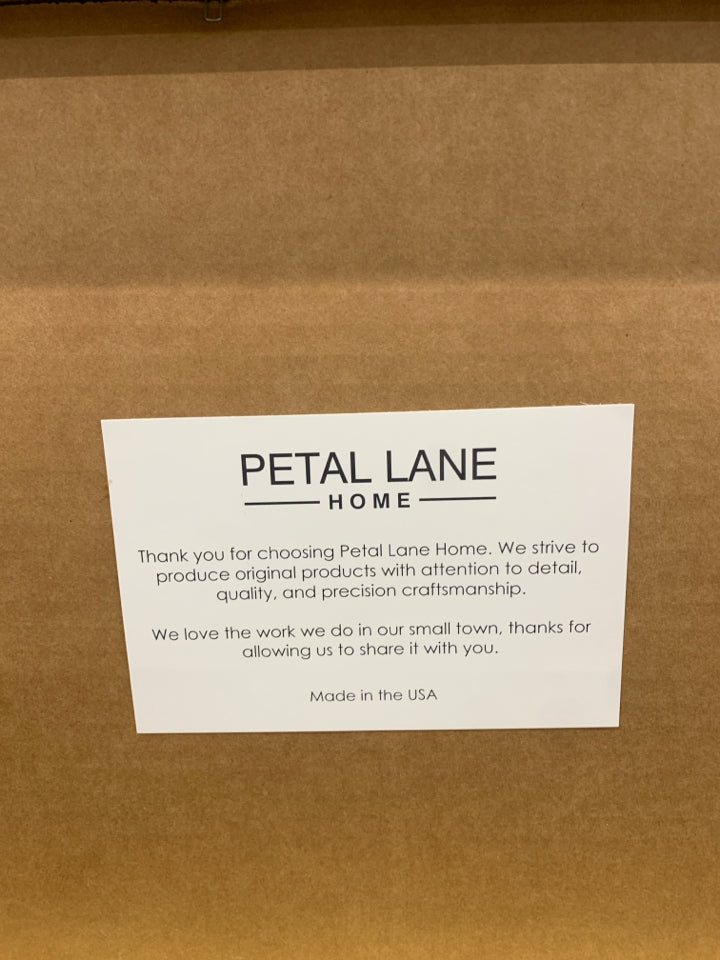 PETAL LANE
HOME
Thank you for choosing Petal Lane Home. We strive to
produce original products with attention to detail,
quality, and precision craftsmanship.
We love the work we do in our small town, thanks for
allowing us to share it with you.
Made in the USA